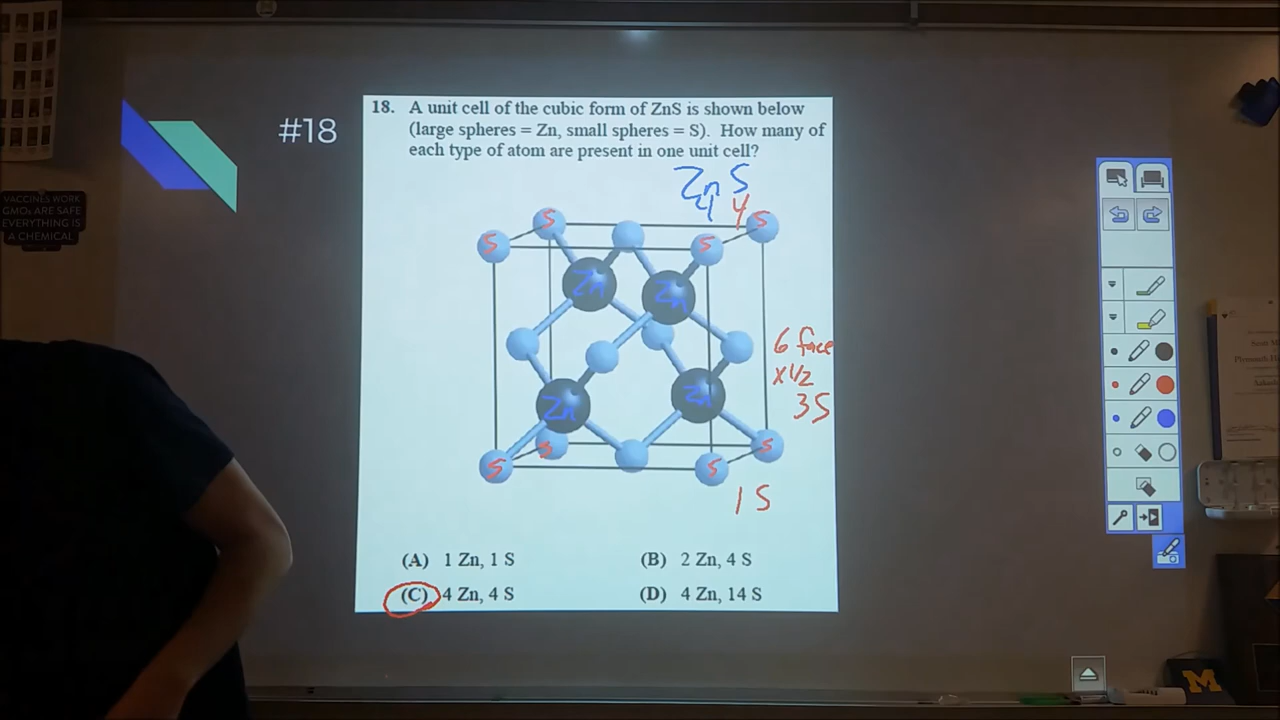 VACCINES WORK
GMOs ARE SAFE
EVERYTHING IS
A CHEMICAL
#18
18. A unit cell of the cubic form of ZnS is shown below
(large spheres = Zn, small spheres = S). How many of
each type of atom are present in one unit cell?
Zn S
4 4
S S S S
Zn Zn
6 face
x 1/2
3 S
Zn Zn
S S S S
1 S
(A) 1 Zn, 1 S (B) 2 Zn, 4 S
(C) 4 Zn, 4 S (D) 4 Zn, 14 S
M